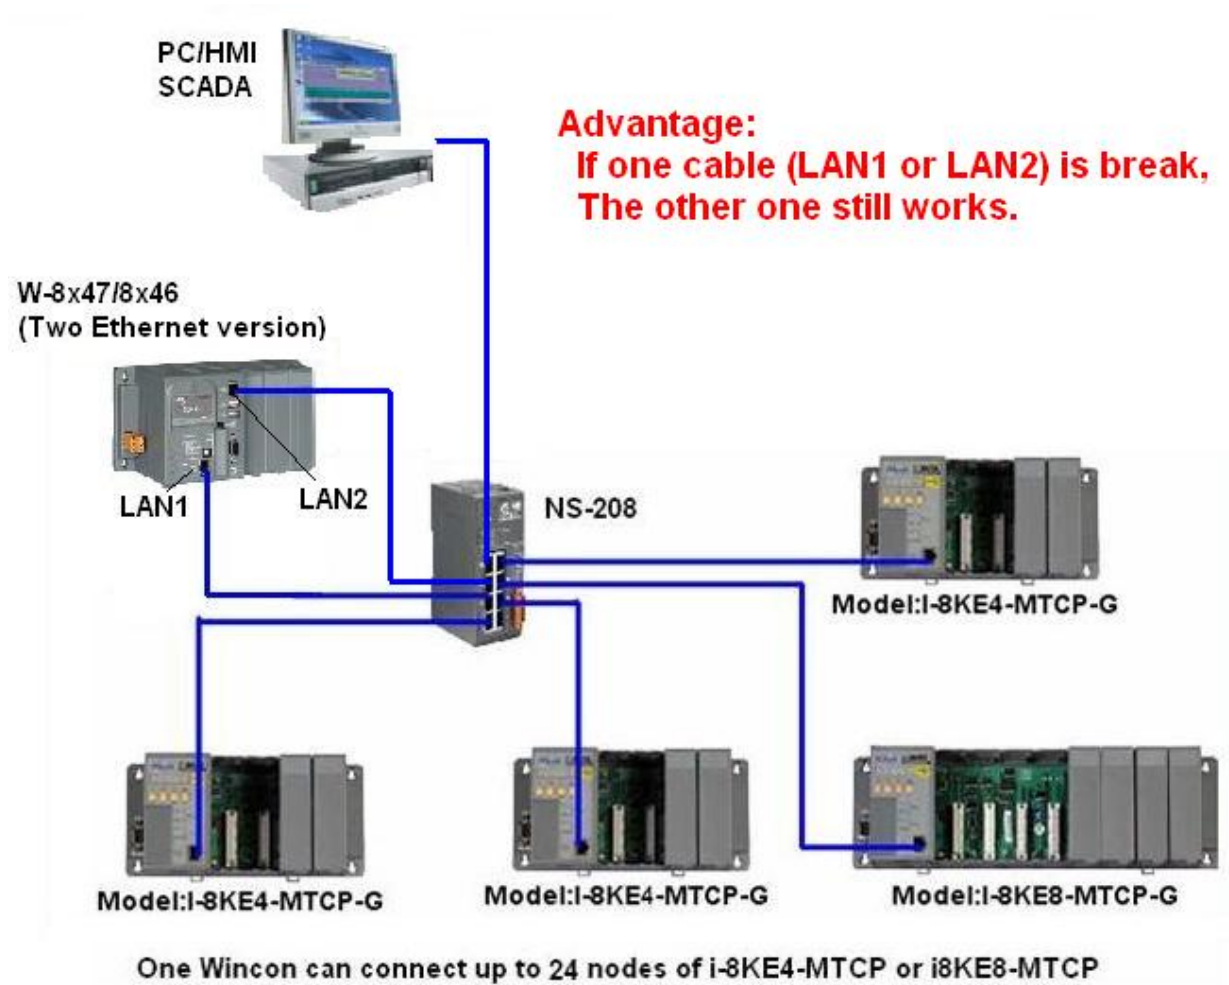 PC/HMI
SCADA
Advantage:
If one cable (LAN1 or LAN2) is break,
The other one still works.
W-8x47/8x46
(Two Ethernet version)
LAN1
LAN2
NS-208
Model:I-8KE4-MTCP-G
Model:I-8KE4-MTCP-G
Model:I-8KE4-MTCP-G
Model:I-8KE8-MTCP-G
One Wincon can connect up to 24 nodes of i-8KE4-MTCP or i8KE8-MTCP